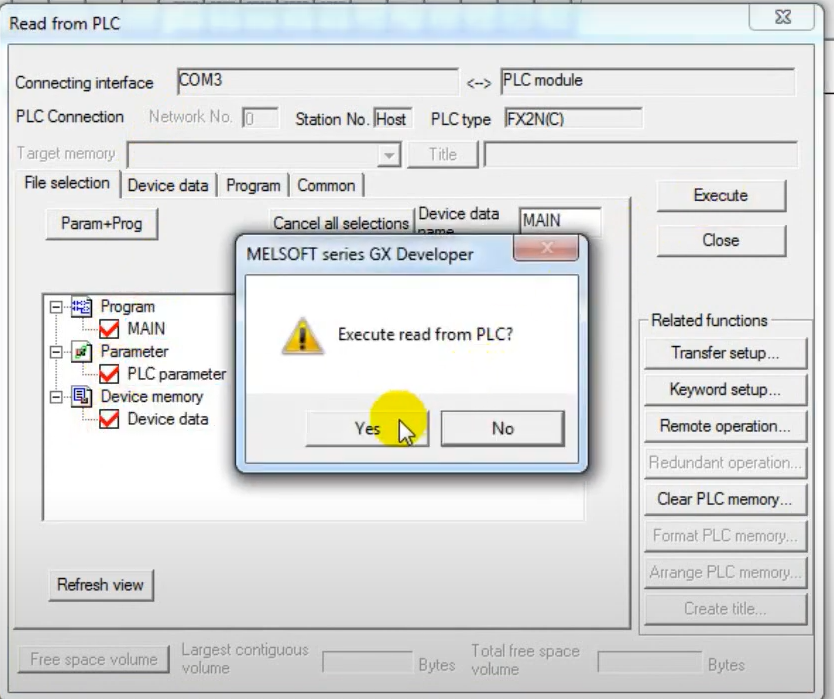 Read from PLC
Connecting interface COM3 <--> PLC module
PLC Connection Network No. 0 Station No. Host PLC type FX2N(C)
Target memory Title
File selection Device data Program Common
Param+Prog Cancel all selections Device data name MAIN
Execute
Close
MELSOFT series GX Developer
Execute read from PLC?
Yes No
Program
MAIN
Parameter
PLC parameter
Device memory
Device data
Related functions
Transfer setup...
Keyword setup...
Remote operation...
Redundant operation...
Clear PLC memory...
Format PLC memory...
Arrange PLC memory...
Create title...
Refresh view
Free space volume Largest contiguous volume Bytes Total free space volume Bytes